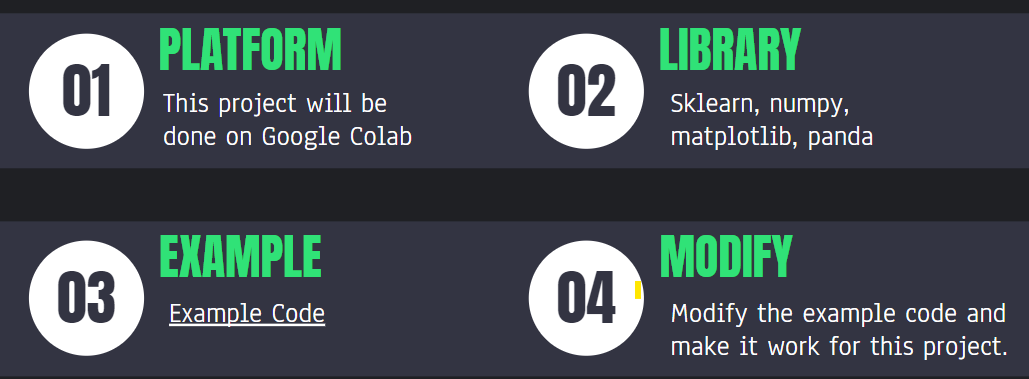 01
PLATFORM
This project will be
done on Google Colab
02
LIBRARY
Sklearn, numpy,
matplotlib, panda
03
EXAMPLE
Example Code
04
MODIFY
Modify the example code and
make it work for this project.